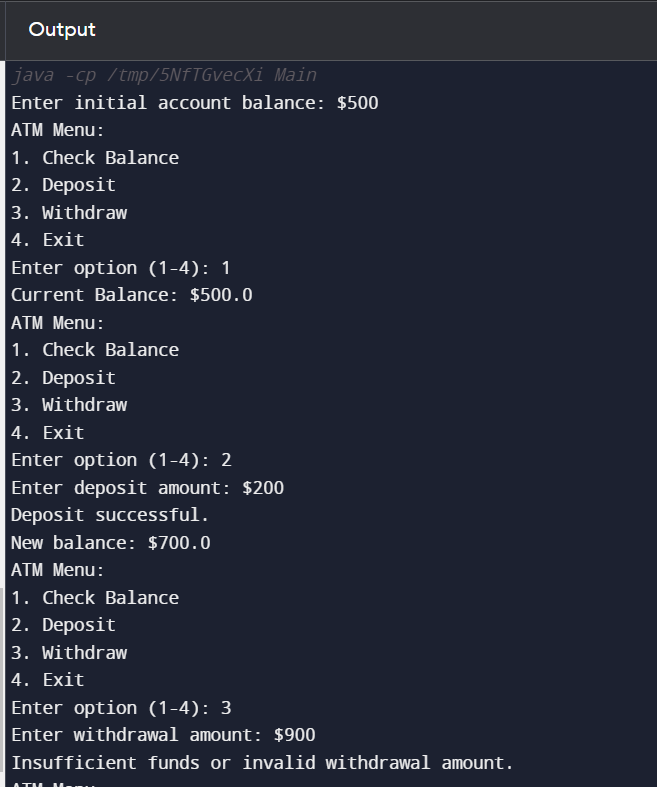 Output
java -cp /tmp/5NfTGvecXi Main
Enter initial account balance: $500
ATM Menu:
1. Check Balance
2. Deposit
3. Withdraw
4. Exit
Enter option (1-4): 1
Current Balance: $500.0
ATM Menu:
1. Check Balance
2. Deposit
3. Withdraw
4. Exit
Enter option (1-4): 2
Enter deposit amount: $200
Deposit successful.
New balance: $700.0
ATM Menu:
1. Check Balance
2. Deposit
3. Withdraw
4. Exit
Enter option (1-4): 3
Enter withdrawal amount: $900
Insufficient funds or invalid withdrawal amount.
ATM Menu: